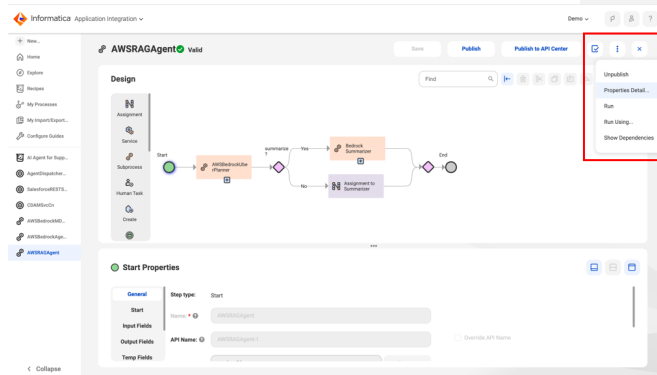 Informatica Application Integration
Demo
?
New...
Home
Explore
Recipes
My Processes
My Import/Export...
Configure Guides
AI Agent for Supp...
AgentDispatcher...
SalesforceRESTS...
CDAMSvcCn
AWSBedrockMD...
AWSBedrockAge...
AWSRAGAgent
Collapse
AWSRAGAgent Valid
Save
Publish
Publish to API Center
Unpublish
Properties Detail...
Run
Run Using...
Show Dependencies
Design
Find
Assignment
Service
Subprocess
Human Task
Create
Start
AWSBedrockUbe
rPlanner
summarize
?
Yes
Bedrock
Summarizer
No
Assignment to
Summarizer
End
Start Properties
General
Start
Input Fields
Output Fields
Temp Fields
Step type: Start
Name: * AWSRAGAgent
API Name: AWSRAGAgent-1
Override API Name